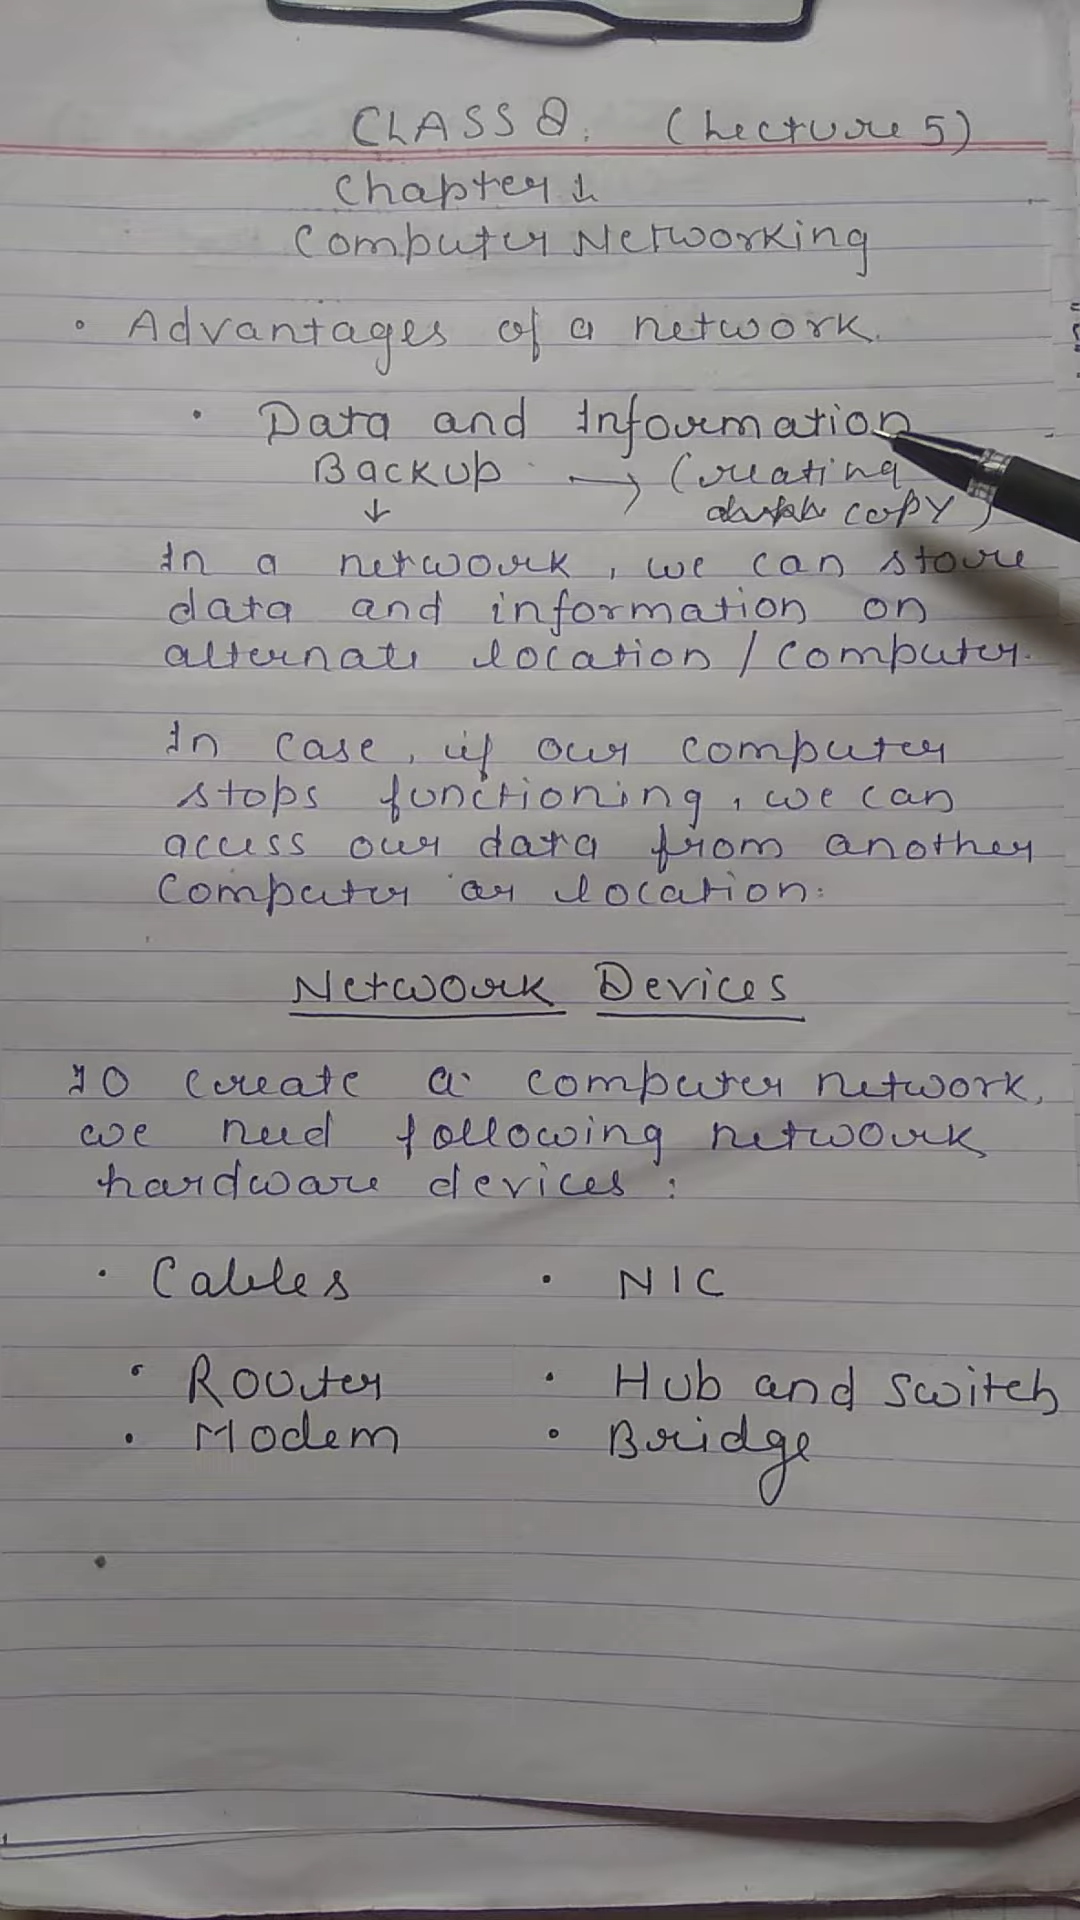 CLASS 8. (Lecture 5)
Chapter 1
Computer Networking
• Advantages of a network.
• Data and Information
Backup → (Creating
copy)
↓
In a network, we can store
data and information on
alternate location / computer.
In case, if our computer
stops functioning, we can
access our data from another
computer or location.
Network Devices
To create a computer network,
we need following network
hardware devices :
• Cables • NIC
• Router • Hub and switch
• Modem • Bridge